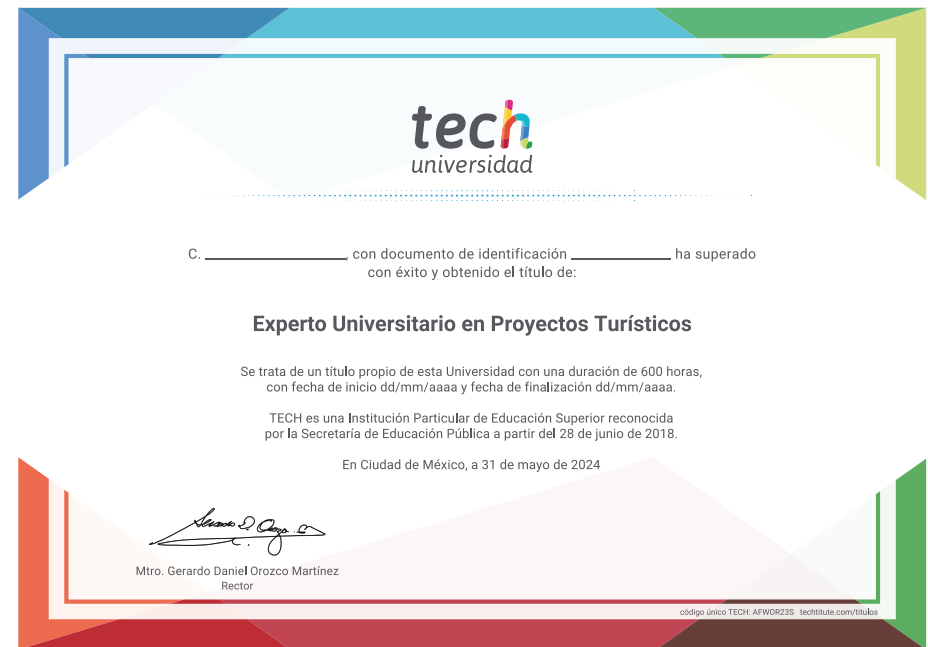 tech
universidad
C. ____________, con documento de identificación ____________ ha superado
con éxito y obtenido el título de:
Experto Universitario en Proyectos Turísticos
Se trata de un título propio de esta Universidad con una duración de 600 horas,
con fecha de inicio dd/mm/aaaa y fecha de finalización dd/mm/aaaa.
TECH es una Institución Particular de Educación Superior reconocida
por la Secretaría de Educación Pública a partir del 28 de junio de 2018.
En Ciudad de México, a 31 de mayo de 2024
Mtro. Gerardo Daniel Orozco Martínez
Rector
código único TECH: AFWOR23S techtitute.com/titulos